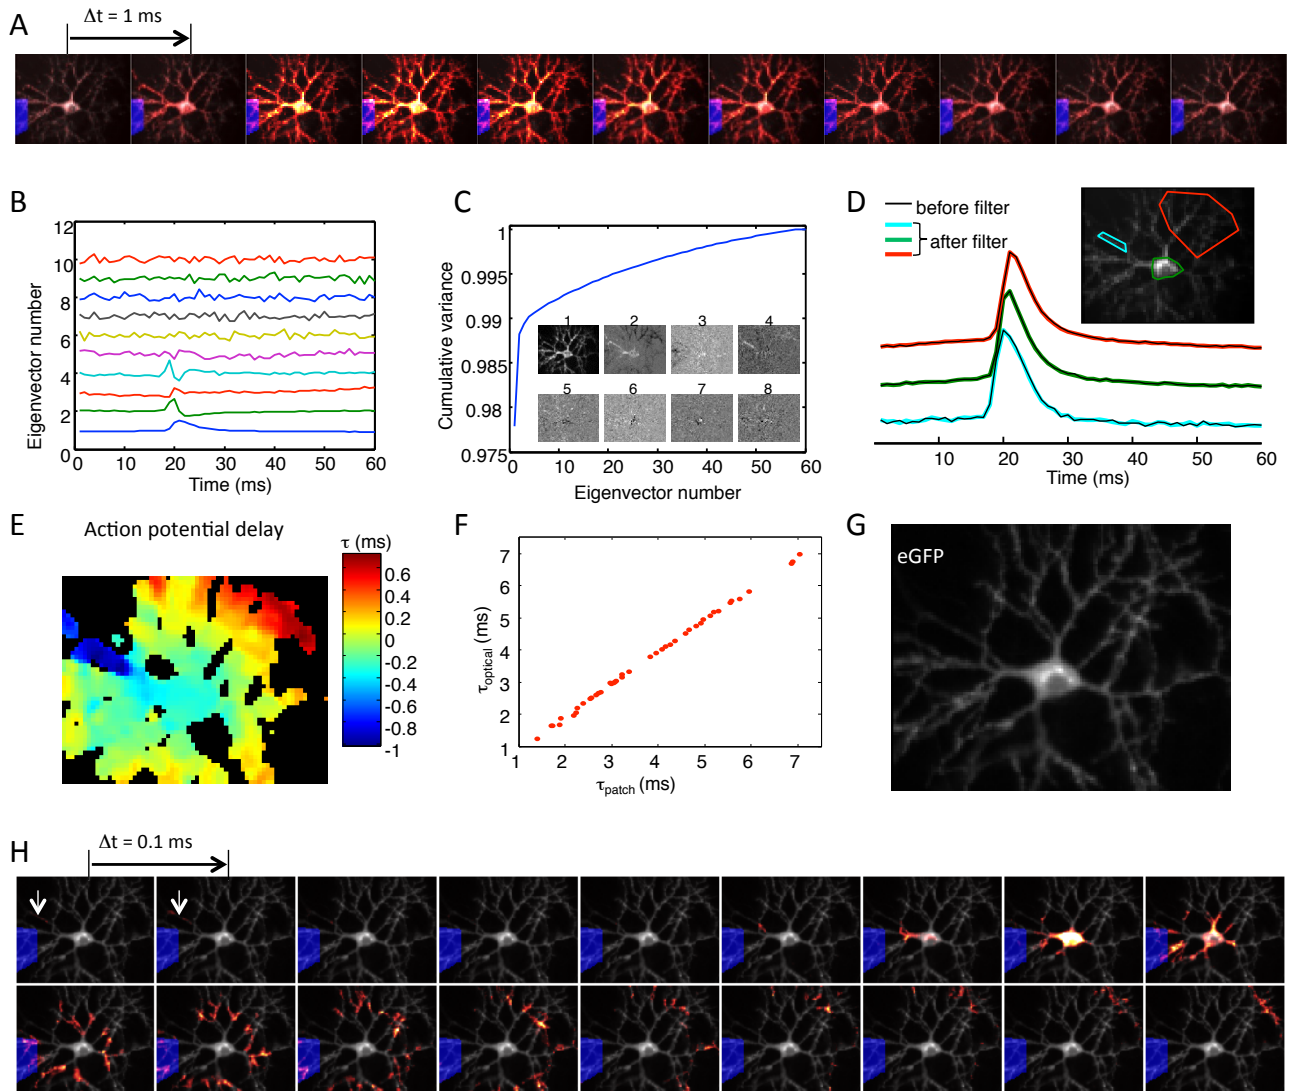 A
Δt = 1 ms
B
12
10
8
6
4
2
0
Eigenvector number
0 10 20 30 40 50 60
Time (ms)
C
1
0.995
0.99
0.985
0.98
0.975
Cumulative variance
1 2 3 4
5 6 7 8
0 10 20 30 40 50 60
Eigenvector number
D
before filter
after filter
10 20 30 40 50 60
Time (ms)
E
Action potential delay
τ (ms)
0.6
0.4
0.2
0
-0.2
-0.4
-0.6
-0.8
-1
F
7
6
5
4
3
2
1
τoptical (ms)
1 2 3 4 5 6 7
τpatch (ms)
G
eGFP
H
Δt = 0.1 ms